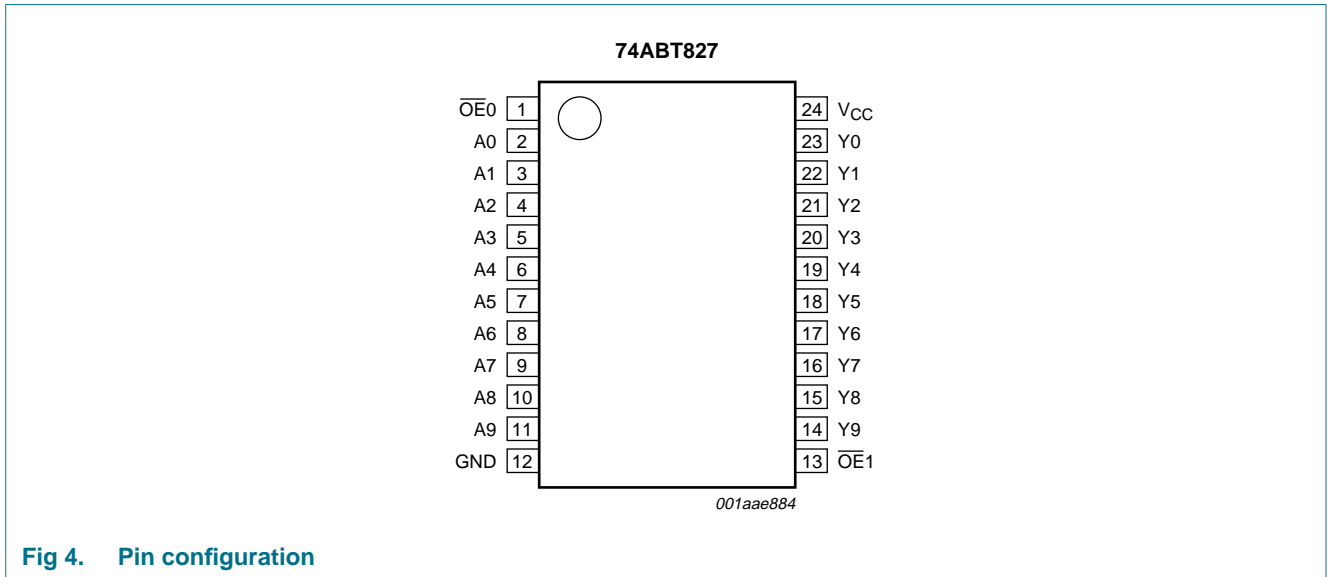 74ABT827
O̅E̅0 1 24 VCC
A0 2 23 Y0
A1 3 22 Y1
A2 4 21 Y2
A3 5 20 Y3
A4 6 19 Y4
A5 7 18 Y5
A6 8 17 Y6
A7 9 16 Y7
A8 10 15 Y8
A9 11 14 Y9
GND 12 13 O̅E̅1
001aae884
Fig 4. Pin configuration